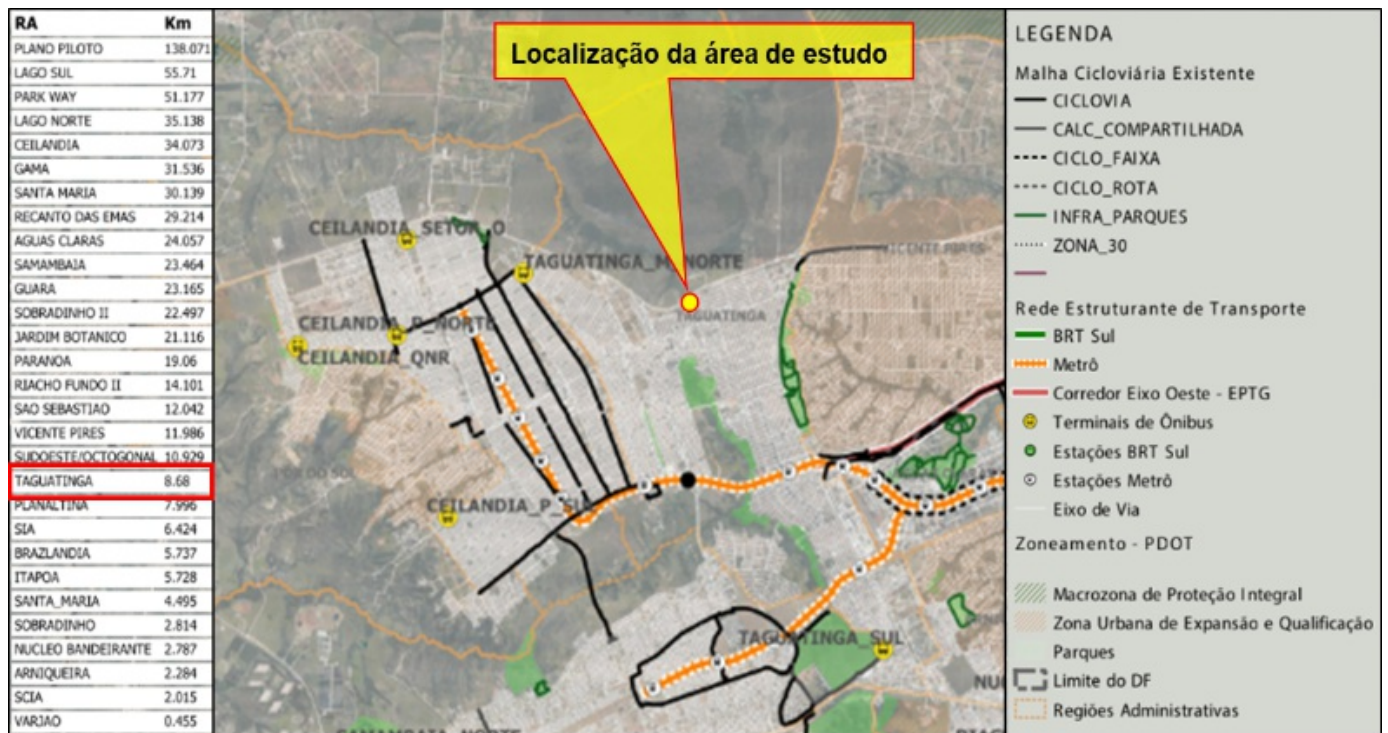 RA Km
PLANO PILOTO 138.071
LAGO SUL 55.71
PARK WAY 51.177
LAGO NORTE 35.138
CEILANDIA 34.073
GAMA 31.536
SANTA MARIA 30.139
RECANTO DAS EMAS 29.214
AGUAS CLARAS 24.057
SAMAMBAIA 23.464
GUARA 23.165
SOBRADINHO II 22.497
JARDIM BOTANICO 21.116
PARANOA 19.06
RIACHO FUNDO II 14.101
SAO SEBASTIAO 12.042
VICENTE PIRES 11.986
SUDOESTE/OCTOGONAL 10.929
TAGUATINGA 8.68
PLANALTINA 7.996
SIA 6.424
BRAZLANDIA 5.737
ITAPOA 5.728
SANTA_MARIA 4.495
SOBRADINHO 2.814
NUCLEO BANDEIRANTE 2.787
ARNIQUEIRA 2.284
SCIA 2.015
VARJAO 0.455
Localização da área de estudo
CEILANDIA_SETOR_O
VICENTE PIRES
TAGUATINGA_M_NORTE
TAGUATINGA
CEILANDIA_P_NORTE
CEILANDIA_QNR
CEILANDIA_P_SUL
TAGUATINGA_SUL
SAMAMBAIA_NORTE
LEGENDA
Malha Cicloviária Existente
CICLOVIA
CALC_COMPARTILHADA
CICLO_FAIXA
CICLO_ROTA
INFRA_PARQUES
ZONA_30
Rede Estruturante de Transporte
BRT Sul
Metrô
Corredor Eixo Oeste - EPTG
Terminais de Ônibus
Estações BRT Sul
Estações Metrô
Eixo de Via
Zoneamento - PDOT
Macrozona de Proteção Integral
Zona Urbana de Expansão e Qualificação
Parques
Limite do DF
Regiões Administrativas